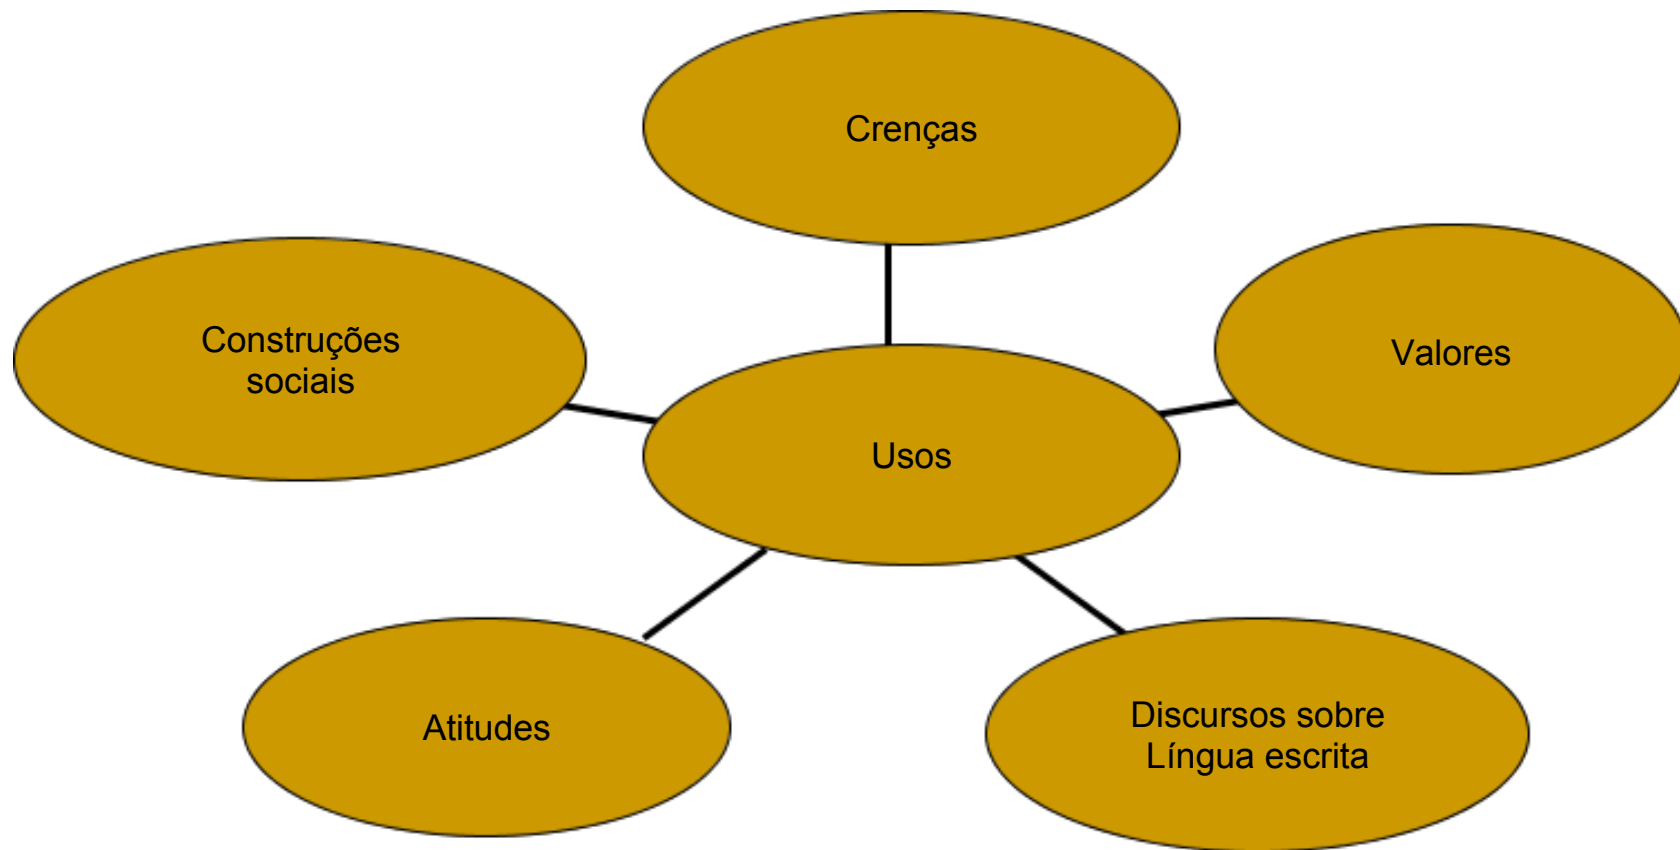 Crenças
Construções
sociais
Valores
Usos
Atitudes
Discursos sobre
Língua escrita